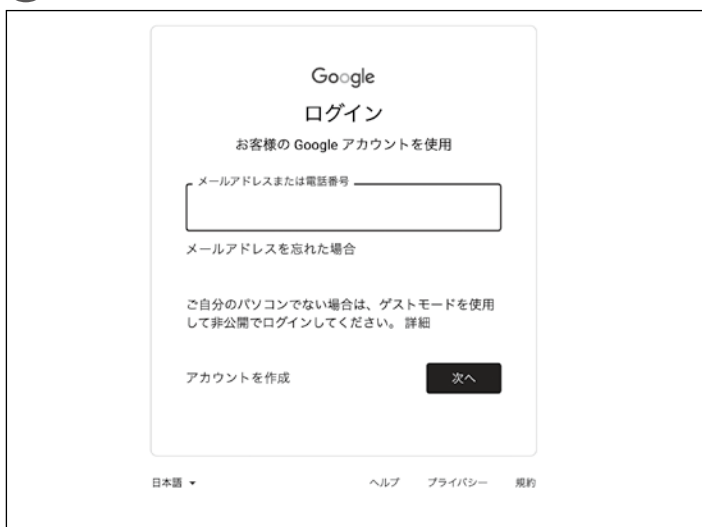 Google
ログイン
お客様の Google アカウントを使用
メールアドレスまたは電話番号
メールアドレスを忘れた場合
ご自分のパソコンでない場合は、ゲストモードを使用
して非公開でログインしてください。 詳細
アカウントを作成 次へ
日本語 ヘルプ プライバシー 規約